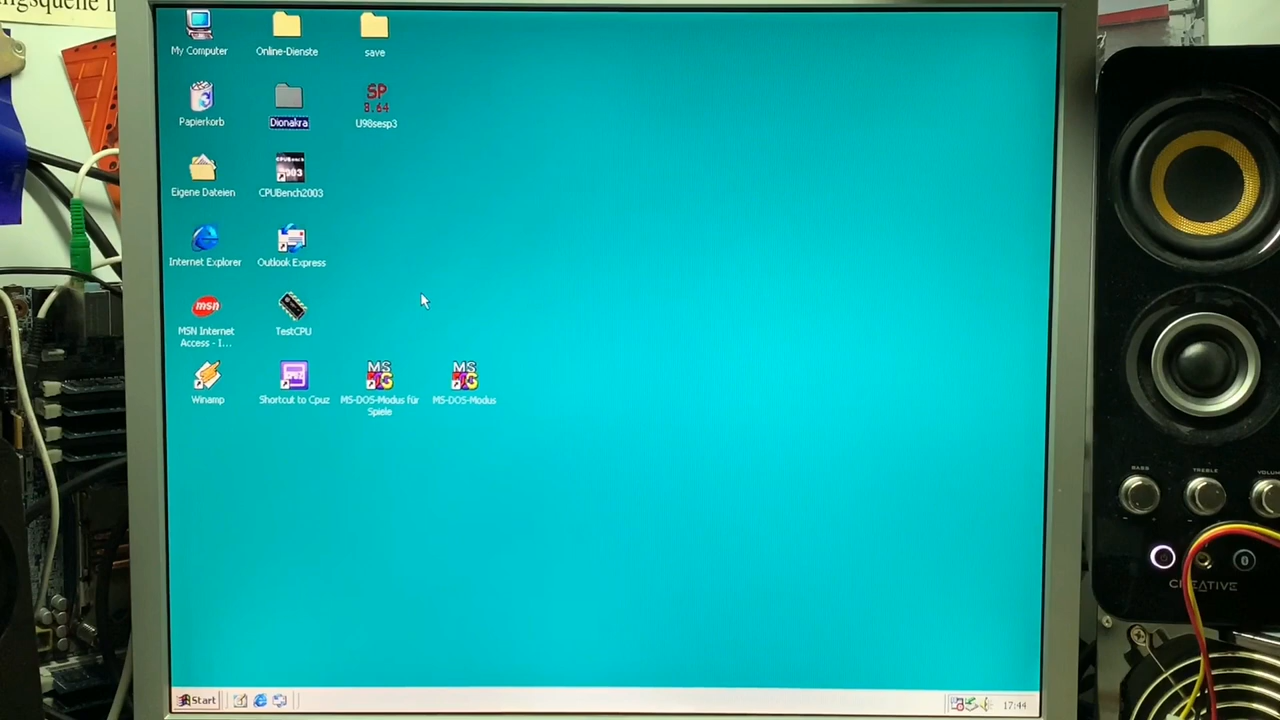 My Computer
Online-Dienste
save
Papierkorb
Dionakra
SP
8.64
U98sesp3
Eigene Dateien
CPUBench2003
Internet Explorer
Outlook Express
msn
MSN Internet
Access - I...
TestCPU
Winamp
Shortcut to Cpuz
MS-DOS-Modus für
Spiele
MS-DOS-Modus
Start
17:44
BASS
TREBLE
CREATIVE